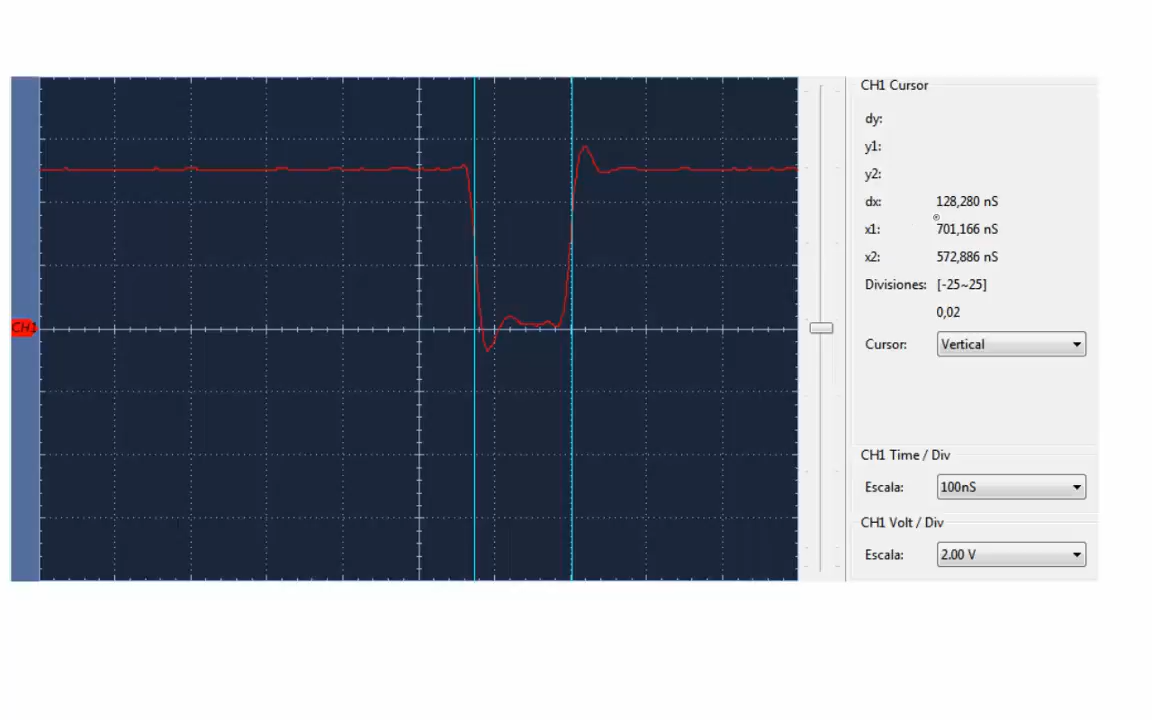 CH1 Cursor
dy:
y1:
y2:
dx: 128,280 nS
x1: 701,166 nS
x2: 572,886 nS
Divisiones: [-25~25]
0,02
CH1
Cursor: Vertical
CH1 Time / Div
Escala: 100nS
CH1 Volt / Div
Escala: 2.00 V